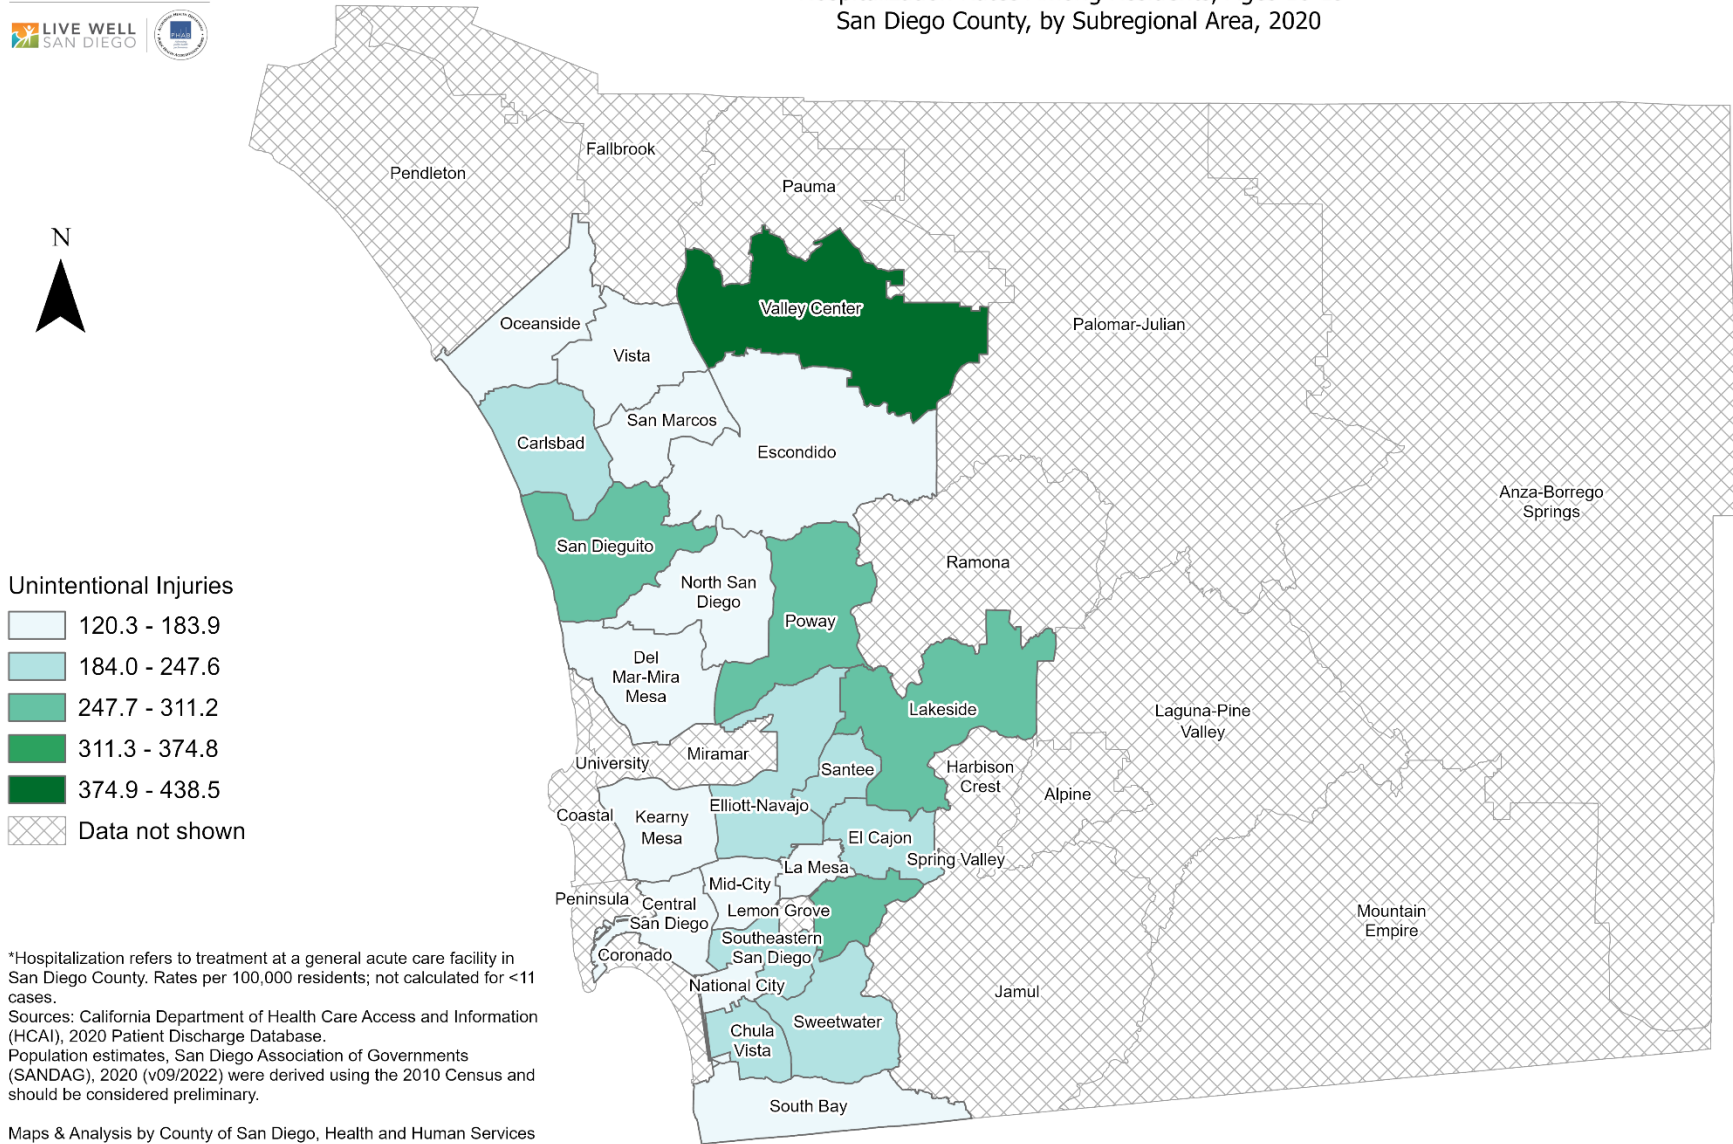 LIVE WELL
SAN DIEGO
PHAB
San Diego County, by Subregional Area, 2020
N
Pendleton
Fallbrook
Pauma
Oceanside
Vista
Valley Center
Palomar-Julian
San Marcos
Carlsbad
Escondido
Anza-Borrego
Springs
San Dieguito
Ramona
North San
Diego
Poway
Del
Mar-Mira
Mesa
Lakeside
Laguna-Pine
Valley
Miramar
University
Santee
Harbison
Crest
Alpine
Coastal
Kearny
Mesa
Elliott-Navajo
El Cajon
Spring Valley
La Mesa
Mid-City
Peninsula
Central
San Diego
Lemon Grove
Mountain
Empire
Southeastern
San Diego
Coronado
National City
Jamul
Chula
Vista
Sweetwater
South Bay
Unintentional Injuries
120.3 - 183.9
184.0 - 247.6
247.7 - 311.2
311.3 - 374.8
374.9 - 438.5
Data not shown
*Hospitalization refers to treatment at a general acute care facility in
San Diego County. Rates per 100,000 residents; not calculated for <11
cases.
Sources: California Department of Health Care Access and Information
(HCAI), 2020 Patient Discharge Database.
Population estimates, San Diego Association of Governments
(SANDAG), 2020 (v09/2022) were derived using the 2010 Census and
should be considered preliminary.
Maps & Analysis by County of San Diego, Health and Human Services